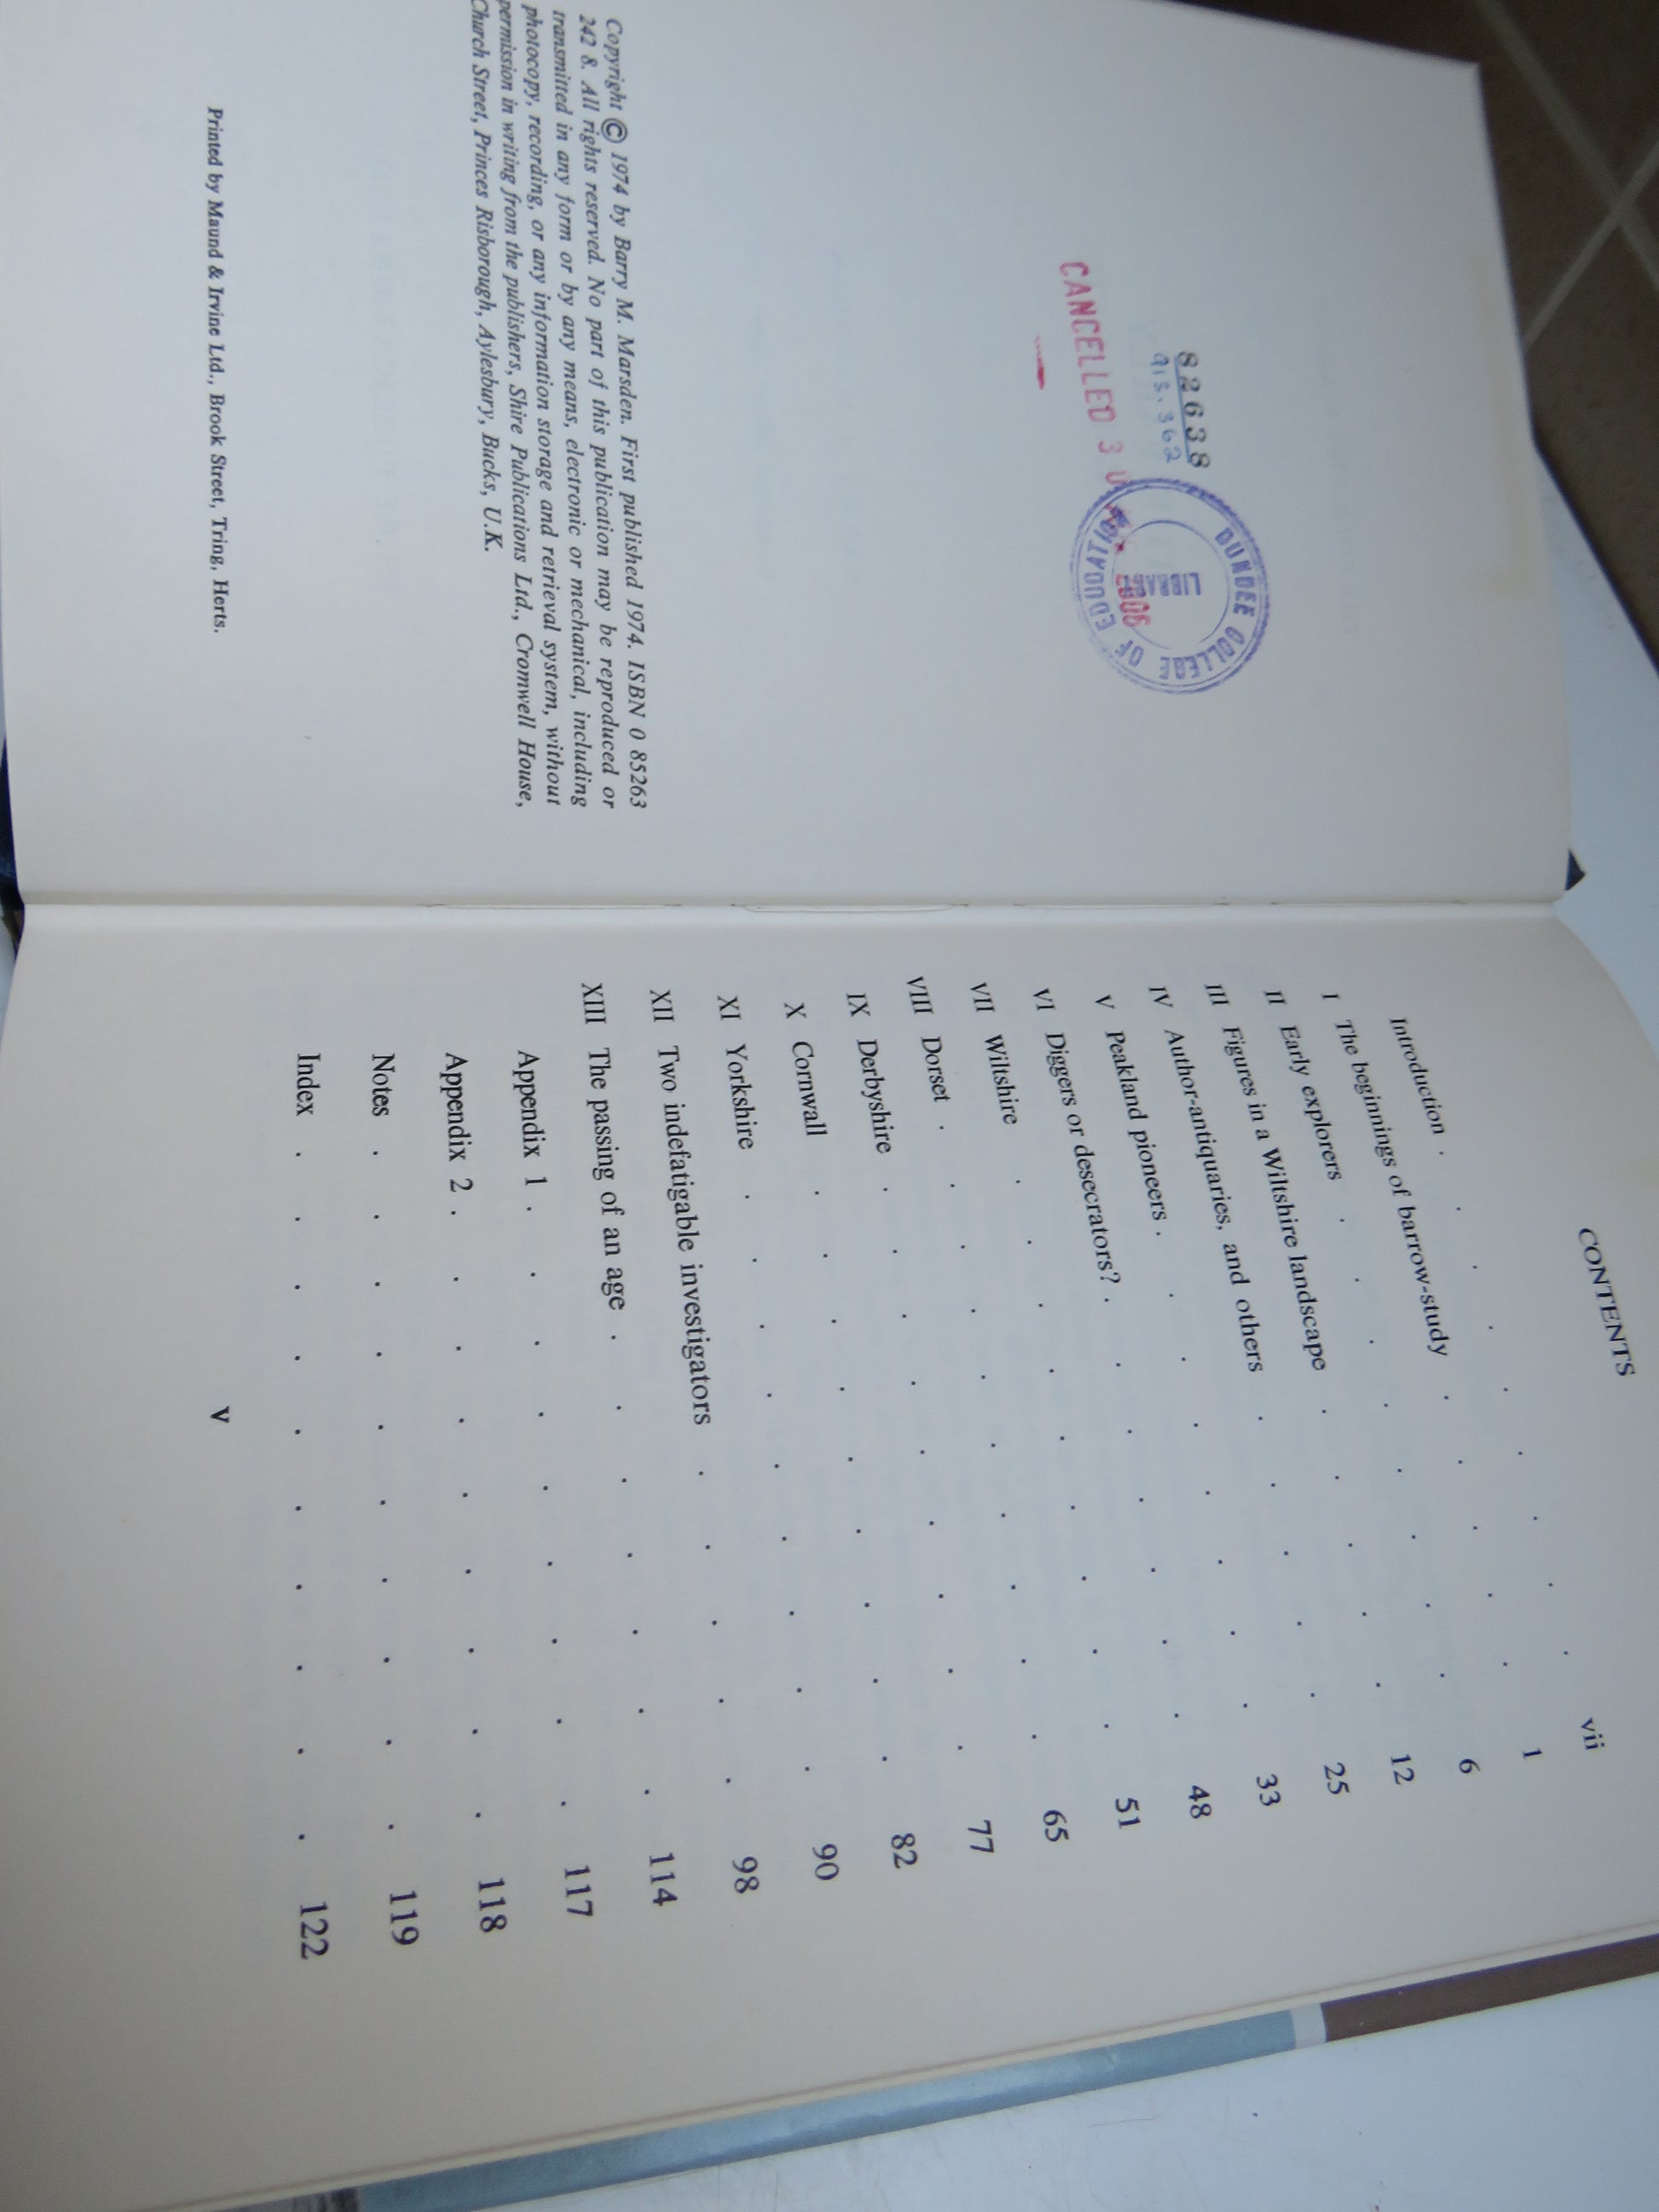 82638
915.362
CANCELLED
DUNDEE COLLEGE OF EDUCATION
Copyright © 1974 by Barry M. Marsden. First published 1974. ISBN 0 85263
242 8. All rights reserved. No part of this publication may be reproduced or
transmitted in any form or by any means, electronic or mechanical, including
photocopy, recording, or any information storage and retrieval system, without
permission in writing from the publishers, Shire Publications Ltd., Cromwell House,
Church Street, Princes Risborough, Aylesbury, Bucks, U.K.
Printed by Maund & Irvine Ltd., Brook Street, Tring, Herts.
CONTENTS
Introduction . . . . . . . . . vii
I The beginnings of barrow-study . . . . . 1
II Early explorers . . . . . . . . 6
III Figures in a Wiltshire landscape . . . . . 12
IV Author-antiquaries, and others . . . . . 25
V Peakland pioneers . . . . . . . . 33
VI Diggers or desecrators? . . . . . . . 48
VII Wiltshire . . . . . . . . . 51
VIII Dorset . . . . . . . . . . 65
IX Derbyshire . . . . . . . . . 77
X Cornwall . . . . . . . . . 82
XI Yorkshire . . . . . . . . . 90
XII Two indefatigable investigators . . . . . 98
XIII The passing of an age . . . . . . . 114
Appendix 1 . . . . . . . . . 117
Appendix 2 . . . . . . . . . 118
Notes . . . . . . . . . . 119
Index . . . . . . . . . . 122
v